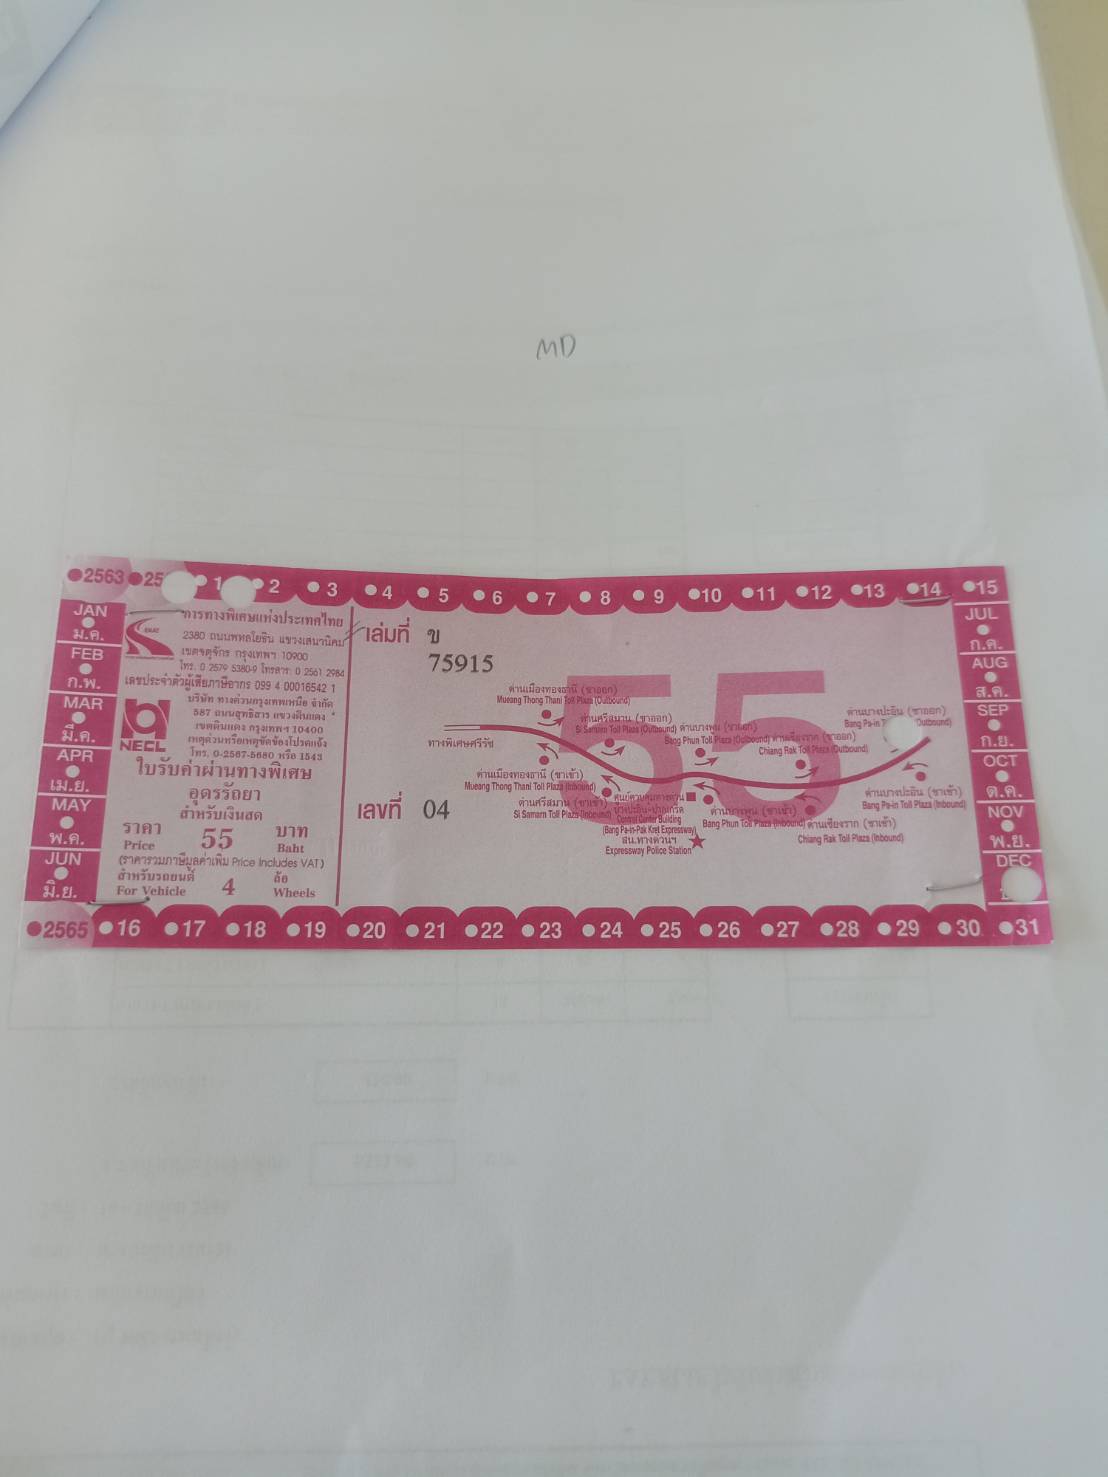 MD
2563 25 1 2 3 4 5 6 7 8 9 10 11 12 13 14 15
JAN
ม.ค.
FEB
ก.พ.
MAR
มี.ค.
APR
เม.ย.
MAY
พ.ค.
JUN
มิ.ย.
การทางพิเศษแห่งประเทศไทย
2380 ถนนพหลโยธิน แขวงเสนานิคม
เขตจตุจักร กรุงเทพฯ 10900
โทร. 0 2579 5380-9 โทรสาร. 0 2561 2984
เลขประจำตัวผู้เสียภาษีอากร 099 4 00016542 1
บริษัท ทางด่วนกรุงเทพเหนือ จำกัด
587 ถนนสุทธิสาร แขวงดินแดง
เขตดินแดง กรุงเทพฯ 10400
เหตุด่วนหรือเหตุขัดข้องโปรดแจ้ง
โทร. 0-2567-5680 หรือ 1543
NECL
ใบรับค่าผ่านทางพิเศษ
อุดรรัถยา
สำหรับเงินสด
ราคา 55 บาท
Price Baht
(ราคารวมภาษีมูลค่าเพิ่ม Price Includes VAT)
สำหรับรถยนต์ 4 ล้อ
For Vehicle Wheels
เล่มที่ ข
75915
เลขที่ 04
55
ด่านเมืองทองธานี (ขาออก)
Mueang Thong Thani Toll Plaza (Outbound)
ด่านศรีสมาน (ขาออก)
Si Samarn Toll Plaza (Outbound)
ด่านบางพูน (ขาออก)
Bang Phun Toll Plaza (Outbound)
ด่านเชียงราก (ขาออก)
Chiang Rak Toll Plaza (Outbound)
ด่านบางปะอิน (ขาออก)
Bang Pa-in Outbound)
ทางพิเศษศรีรัช
ด่านเมืองทองธานี (ขาเข้า)
Mueang Thong Thani Toll Plaza (Inbound)
ด่านศรีสมาน (ขาเข้า)
Si Samarn Toll Plaza (Inbound)
ศูนย์ควบคุมทางด่วน
บางปะอิน-ปากเกร็ด
Control Center Building
(Bang Pa-in-Pak Kret Expressway)
สน.ทางด่วนฯ
Expressway Police Station
ด่านบางพูน (ขาเข้า)
Bang Phun Toll Plaza (Inbound)
ด่านเชียงราก (ขาเข้า)
Chiang Rak Toll Plaza (Inbound)
ด่านบางปะอิน (ขาเข้า)
Bang Pa-in Toll Plaza (Inbound)
JUL
ก.ค.
AUG
ส.ค.
SEP
ก.ย.
OCT
ต.ค.
NOV
พ.ย.
DEC
2565 16 17 18 19 20 21 22 23 24 25 26 27 28 29 30 31